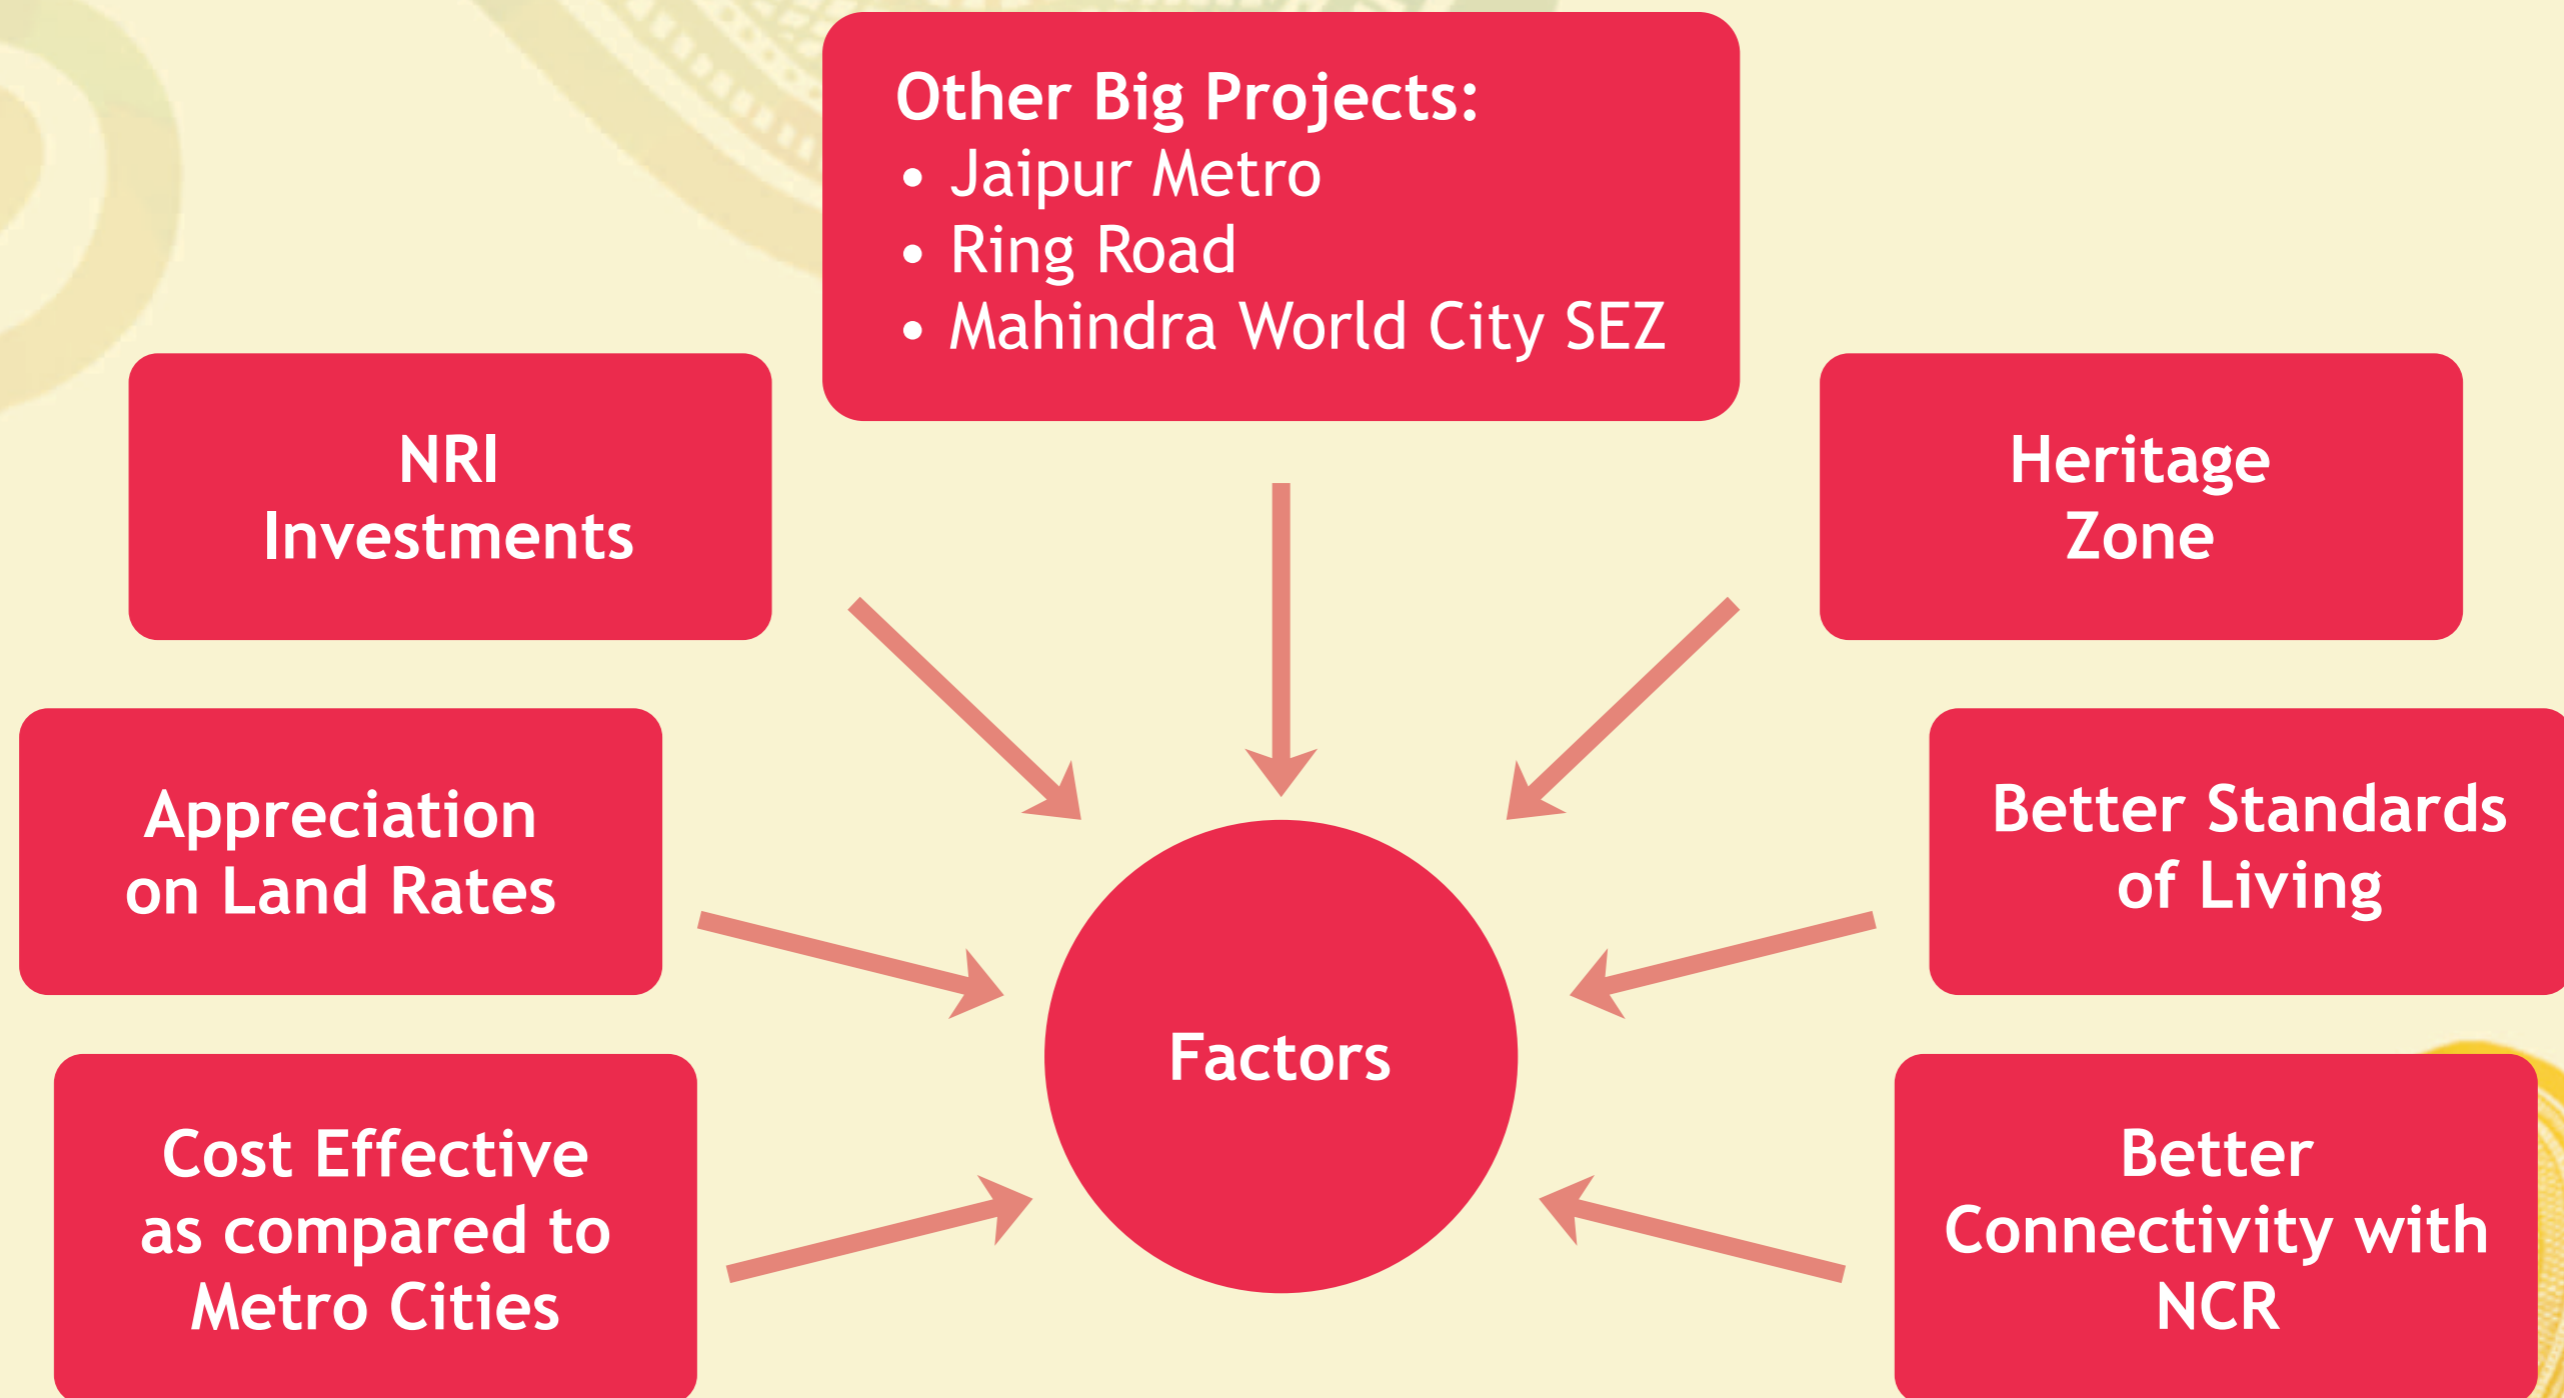 Other Big Projects:
• Jaipur Metro
• Ring Road
• Mahindra World City SEZ
NRI
Investments
Heritage
Zone
Appreciation
on Land Rates
Better Standards
of Living
Factors
Cost Effective
as compared to
Metro Cities
Better
Connectivity with
NCR